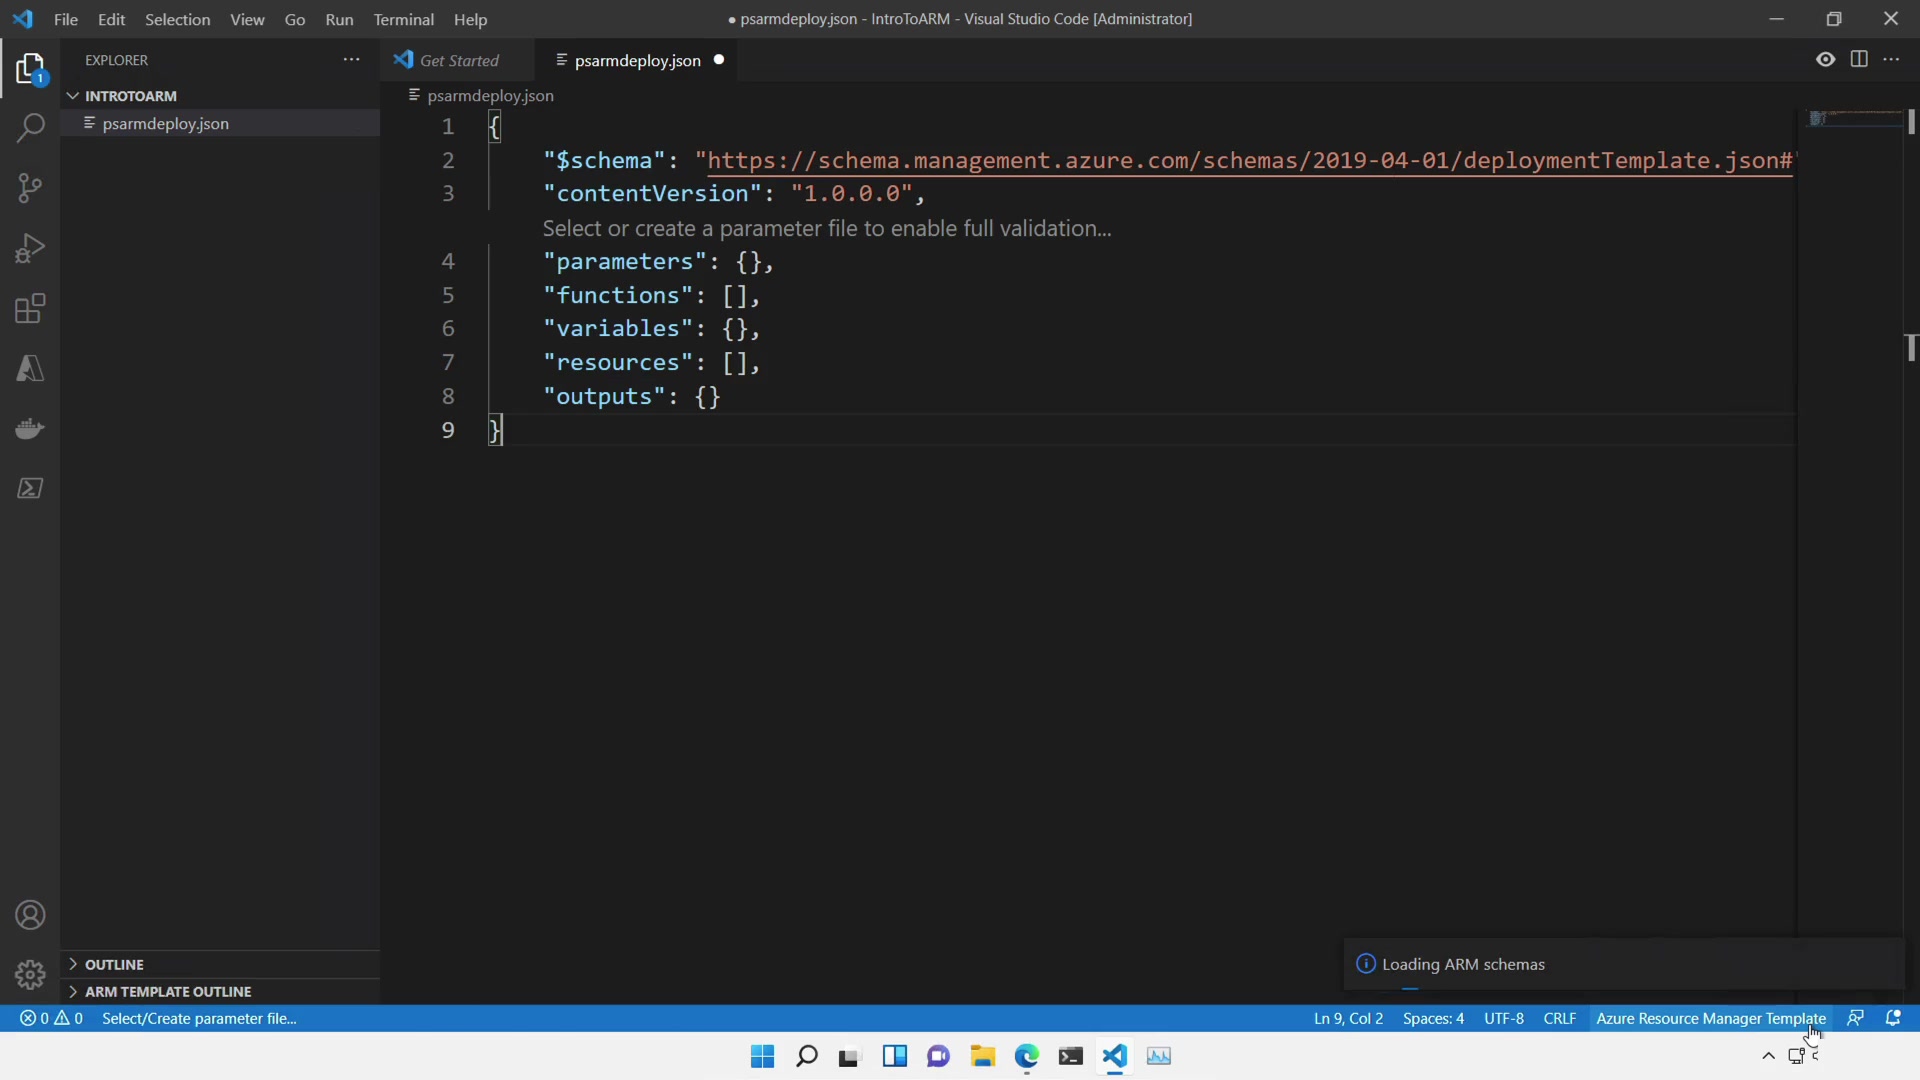 File Edit Selection View Go Run Terminal Help
● psarmdeploy.json - IntroToARM - Visual Studio Code [Administrator]
EXPLORER
Get Started
psarmdeploy.json
INTROTOARM
psarmdeploy.json
psarmdeploy.json
1
1 {
2 "$schema": "https://schema.management.azure.com/schemas/2019-04-01/deploymentTemplate.json#"
3 "contentVersion": "1.0.0.0",
Select or create a parameter file to enable full validation...
4 "parameters": {},
5 "functions": [],
6 "variables": {},
7 "resources": [],
8 "outputs": {}
9 }
OUTLINE
ARM TEMPLATE OUTLINE
Loading ARM schemas
0 0 Select/Create parameter file...
Ln 9, Col 2 Spaces: 4 UTF-8 CRLF Azure Resource Manager Template